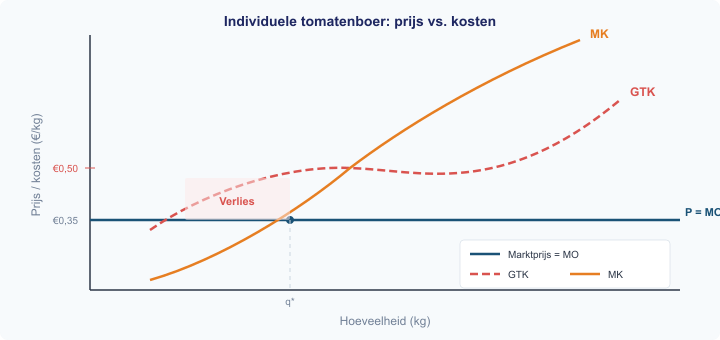 Individuele tomatenboer: prijs vs. kosten
MK
GTK
Prijs / kosten (€/kg)
€0,50
Verlies
€0,35
P = MO
Marktprijs = MO
GTK
MK
q*
Hoeveelheid (kg)